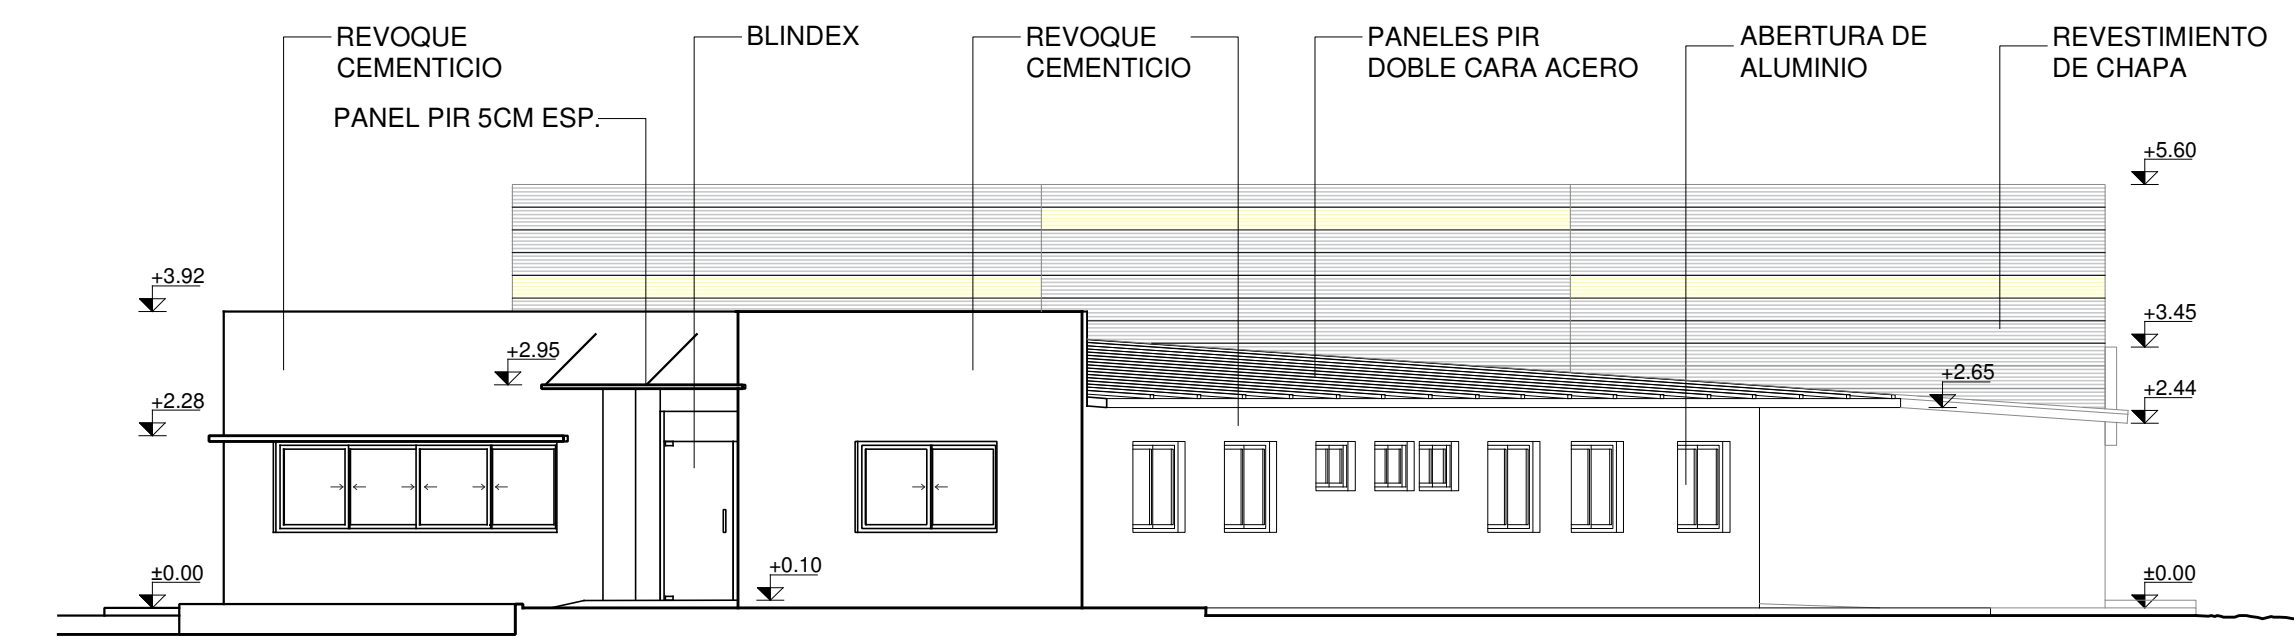 REVOQUE
CEMENTICIO
PANEL PIR 5CM ESP.
BLINDEX
REVOQUE
CEMENTICIO
PANELES PIR
DOBLE CARA ACERO
ABERTURA DE
ALUMINIO
REVESTIMIENTO
DE CHAPA
+5.60
+3.92
+3.45
+2.95
+2.65
+2.44
+2.28
+0.10
±0.00
±0.00